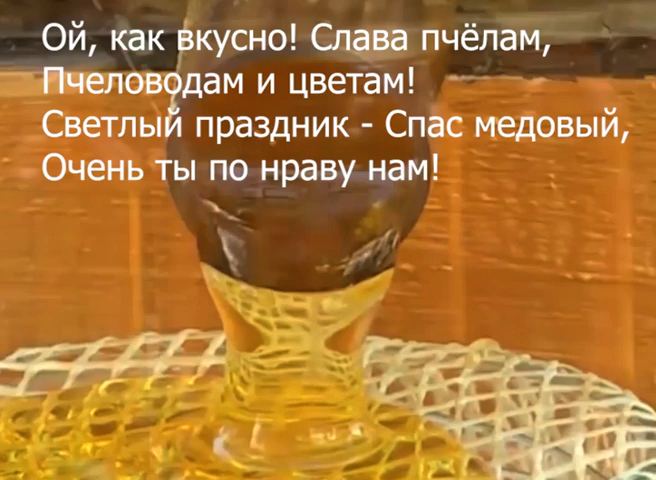 Ой, как вкусно! Слава пчёлам,
Пчеловодам и цветам!
Светлый праздник - Спас медовый,
Очень ты по нраву нам!